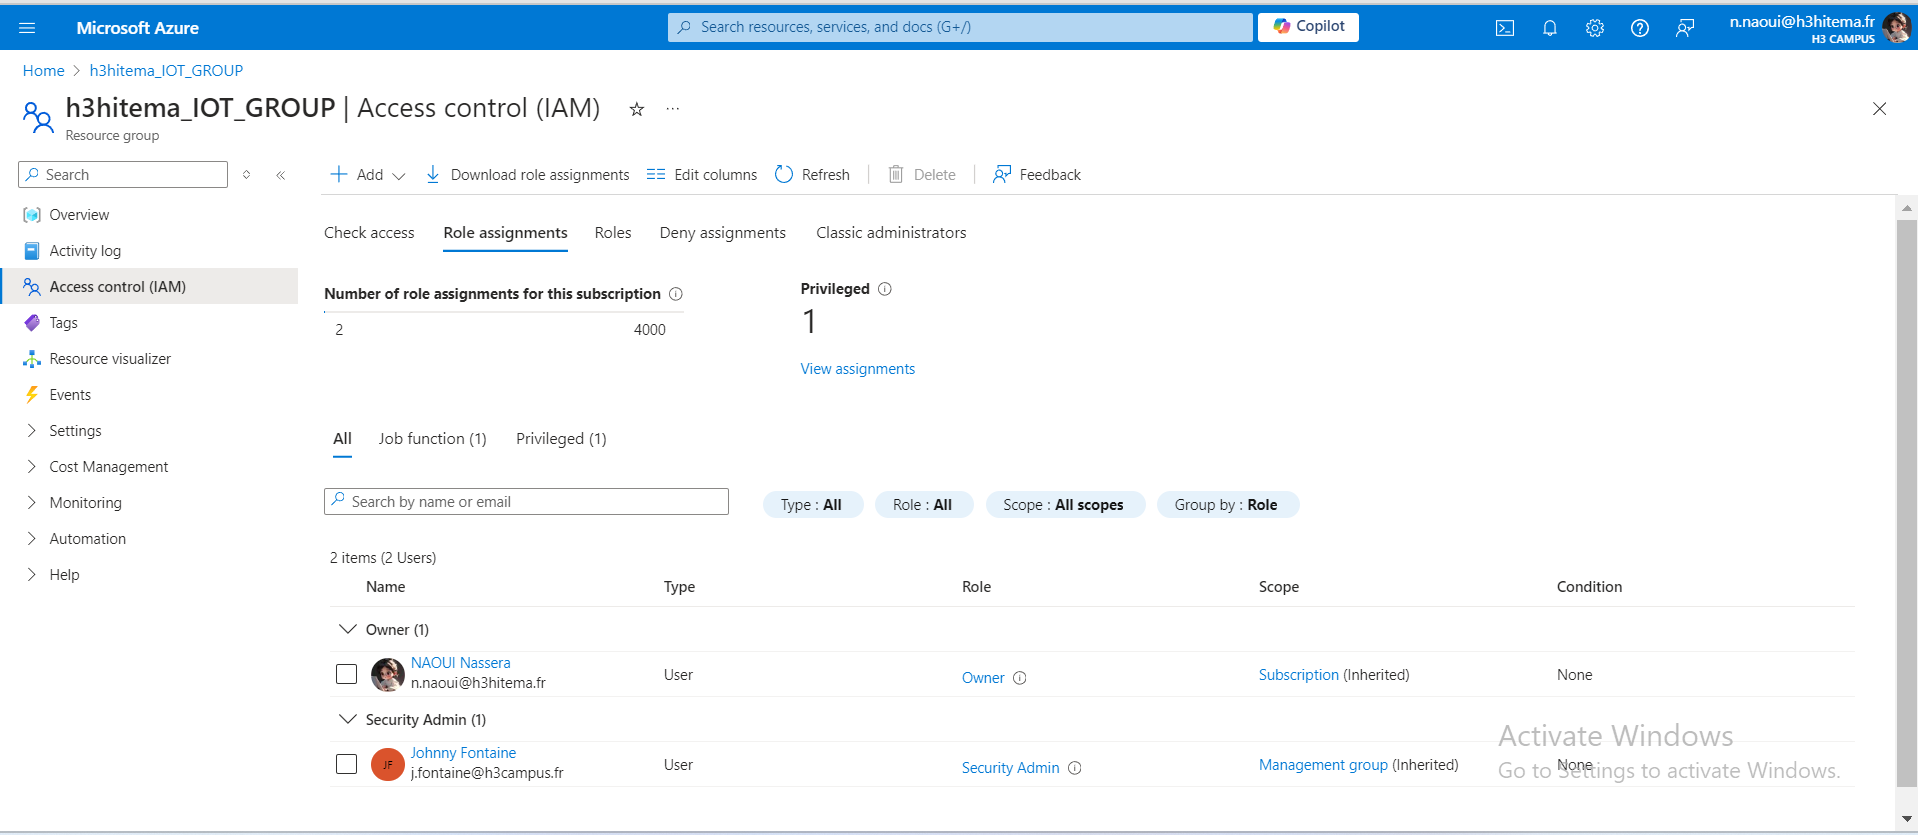 Microsoft Azure
Search resources, services, and docs (G+/)
Copilot
n.naoui@h3hitema.fr
H3 CAMPUS
Home > h3hitema_IOT_GROUP
h3hitema_IOT_GROUP | Access control (IAM)
Resource group
Search
Add
Download role assignments
Edit columns
Refresh
Delete
Feedback
Overview
Activity log
Access control (IAM)
Tags
Resource visualizer
Events
Settings
Cost Management
Monitoring
Automation
Help
Check access
Role assignments
Roles
Deny assignments
Classic administrators
Number of role assignments for this subscription
2
4000
Privileged
1
View assignments
All
Job function (1)
Privileged (1)
Search by name or email
Type : All
Role : All
Scope : All scopes
Group by : Role
2 items (2 Users)
Name
Type
Role
Scope
Condition
Owner (1)
NAOUI Nassera
n.naoui@h3hitema.fr
User
Owner
Subscription (Inherited)
None
Security Admin (1)
JF
Johnny Fontaine
j.fontaine@h3campus.fr
User
Security Admin
Management group (Inherited)
None
Activate Windows
Go to Settings to activate Windows.